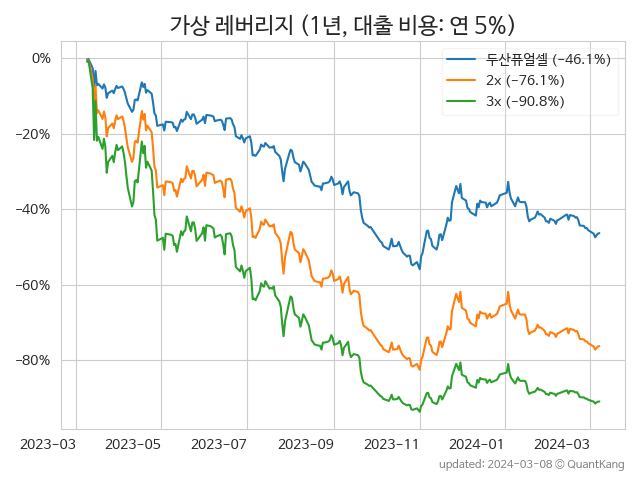 가상 레버리지 (1년, 대출 비용: 연 5%)
두산퓨얼셀 (−46.1%)
2x (−76.1%)
3x (−90.8%)
0%
−20%
−40%
−60%
−80%
2023-03 2023-05 2023-07 2023-09 2023-11 2024-01 2024-03
updated: 2024-03-08 © QuantKang